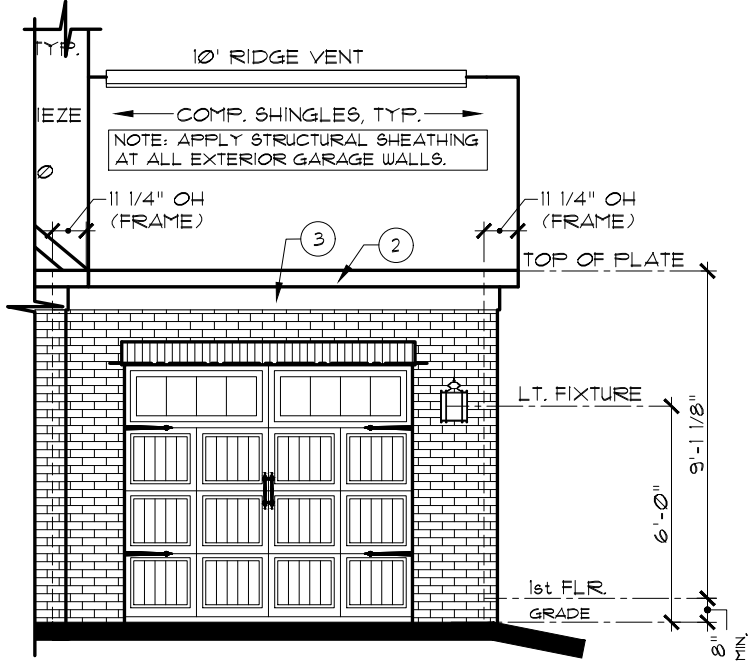 TYP.
10' RIDGE VENT
IEZE
COMP. SHINGLES, TYP.
NOTE: APPLY STRUCTURAL SHEATHING
AT ALL EXTERIOR GARAGE WALLS.
Ø
11 1/4" OH
(FRAME)
11 1/4" OH
(FRAME)
3
2
TOP OF PLATE
LT. FIXTURE
9'-1 1/8"
6'-0"
1st FLR.
GRADE
8"
MIN.